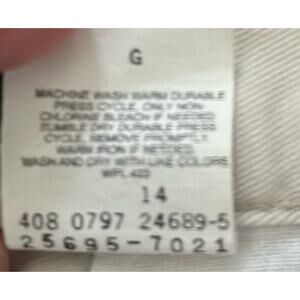 G
MACHINE WASH WARM DURABLE
PRESS CYCLE. ONLY NON-
CHLORINE BLEACH IF NEEDED
TUMBLE DRY DURABLE PRESS
CYCLE. REMOVE PROMPTLY.
WARM IRON IF NEEDED.
WASH AND DRY WITH LIKE COLORS
WPL 423
14
408 0797 24689-5
25695-7021